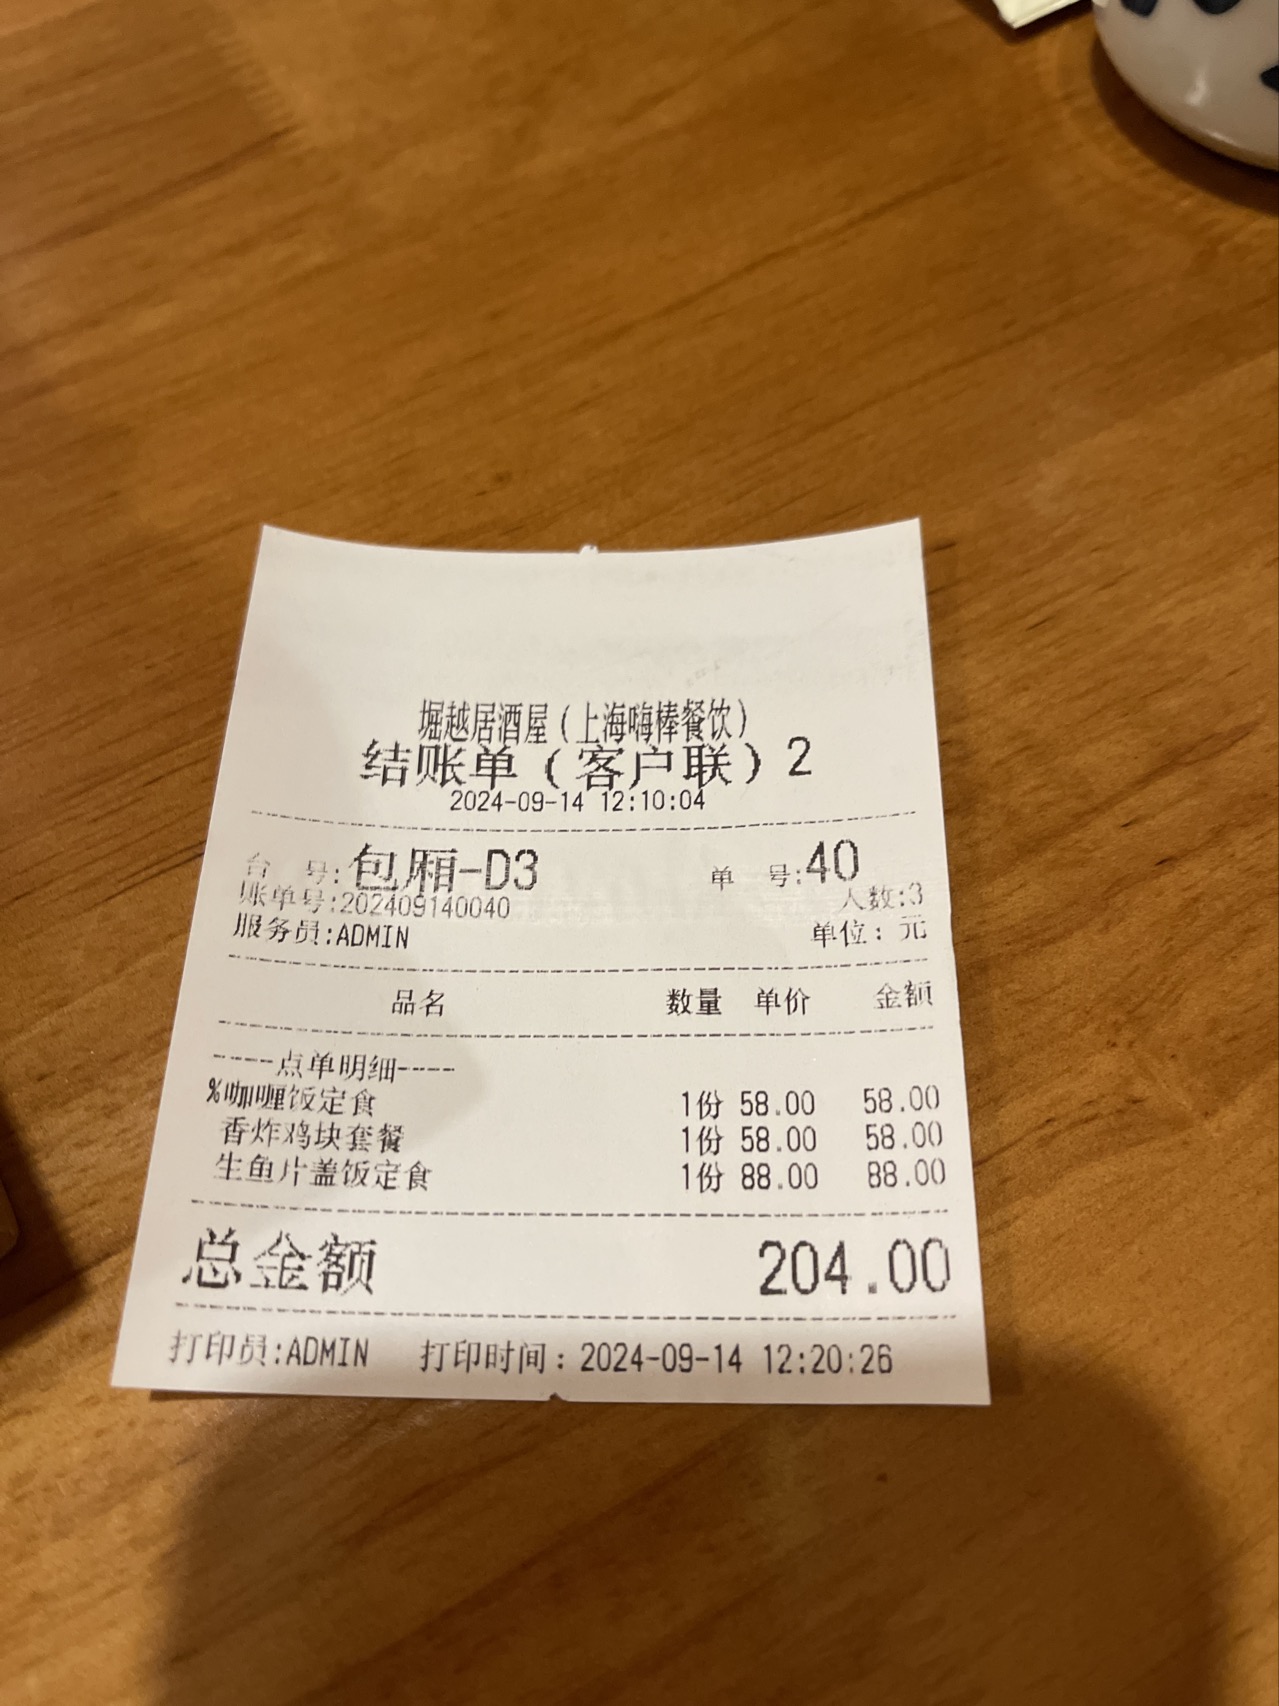 堀越居酒屋(上海嗨棒餐饮)
结账单(客户联)2
2024-09-14 12:10:04
台 号:包厢-D3 单 号:40
账单号:202409140040 人数:3
服务员:ADMIN 单位: 元
品名 数量 单价 金额
----点单明细----
%咖喱饭定食 1份 58.00 58.00
香炸鸡块套餐 1份 58.00 58.00
生鱼片盖饭定食 1份 88.00 88.00
总金额 204.00
打印员:ADMIN 打印时间:2024-09-14 12:20:26